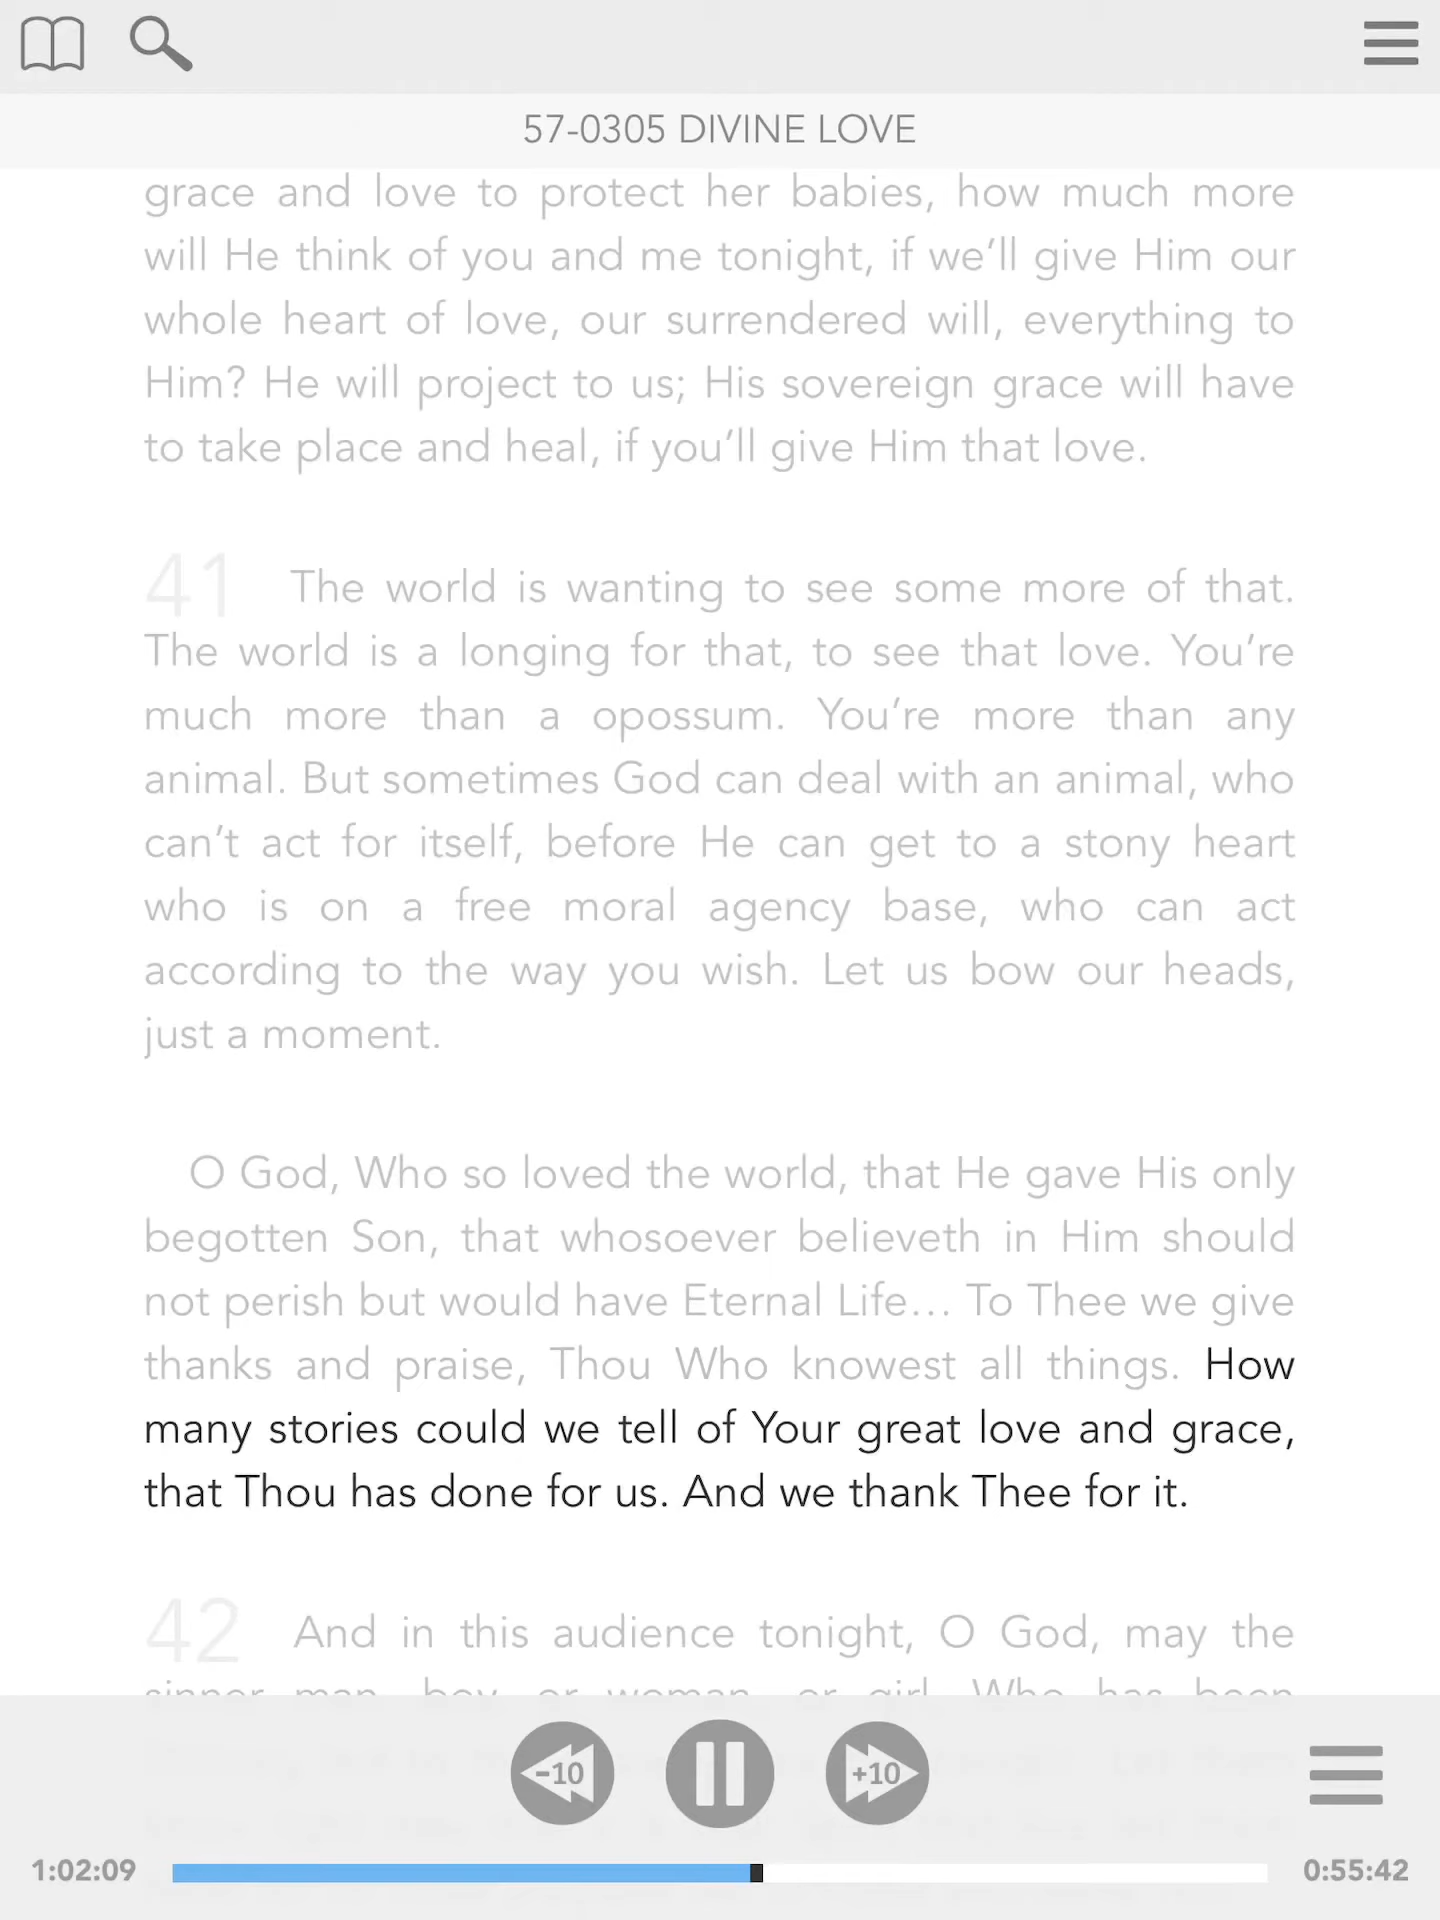 57-0305 DIVINE LOVE
grace and love to protect her babies, how much more
will He think of you and me tonight, if we’ll give Him our
whole heart of love, our surrendered will, everything to
Him? He will project to us; His sovereign grace will have
to take place and heal, if you’ll give Him that love.
41 The world is wanting to see some more of that.
The world is a longing for that, to see that love. You’re
much more than a opossum. You’re more than any
animal. But sometimes God can deal with an animal, who
can’t act for itself, before He can get to a stony heart
who is on a free moral agency base, who can act
according to the way you wish. Let us bow our heads,
just a moment.
O God, Who so loved the world, that He gave His only
begotten Son, that whosoever believeth in Him should
not perish but would have Eternal Life… To Thee we give
thanks and praise, Thou Who knowest all things. How
many stories could we tell of Your great love and grace,
that Thou has done for us. And we thank Thee for it.
42 And in this audience tonight, O God, may the
sinner man, boy, or woman, or girl, Who has been
-10 +10
1:02:09 0:55:42